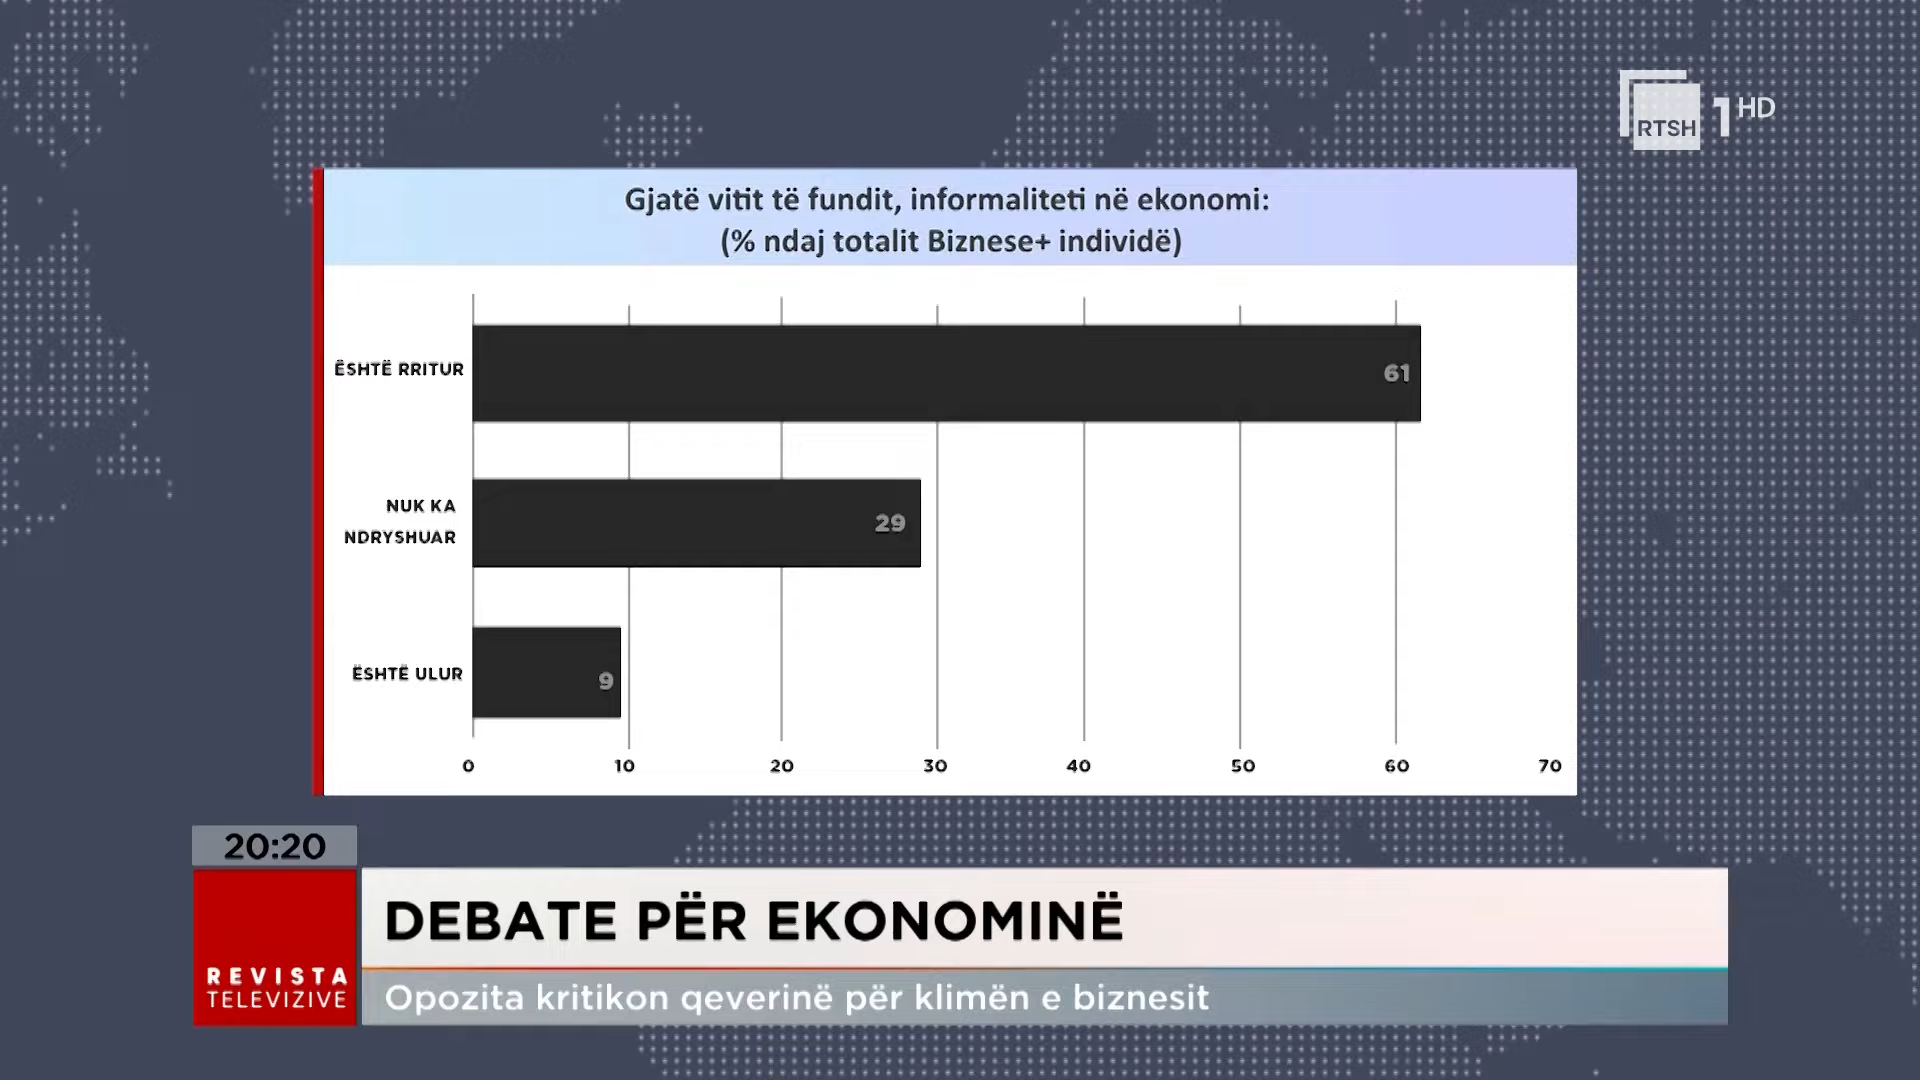 RTSH 1 HD
Gjatë vitit të fundit, informaliteti në ekonomi:
(% ndaj totalit Biznese+ individë)
ËSHTË RRITUR
61
NUK KA
NDRYSHUAR
29
ËSHTË ULUR
9
0 10 20 30 40 50 60 70
20:20
DEBATE PËR EKONOMINË
REVISTA
TELEVIZIVE
Opozita kritikon qeverinë për klimën e biznesit